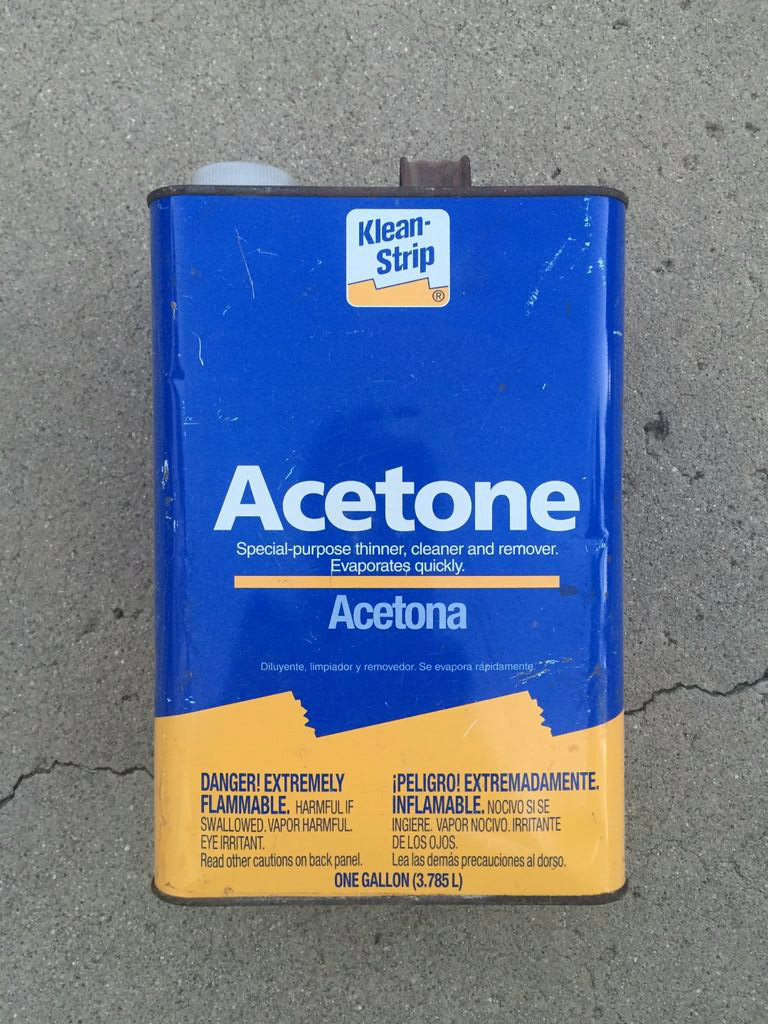 Klean-
Strip
®
Acetone
Special-purpose thinner, cleaner and remover.
Evaporates quickly.
Acetona
Diluyente, limpiador y removedor. Se evapora rápidamente.
DANGER! EXTREMELY
FLAMMABLE. HARMFUL IF
SWALLOWED. VAPOR HARMFUL.
EYE IRRITANT.
Read other cautions on back panel.
¡PELIGRO! EXTREMADAMENTE.
INFLAMABLE. NOCIVO SI SE
INGIERE. VAPOR NOCIVO. IRRITANTE
DE LOS OJOS.
Lea las demás precauciones al dorso.
ONE GALLON (3.785 L)